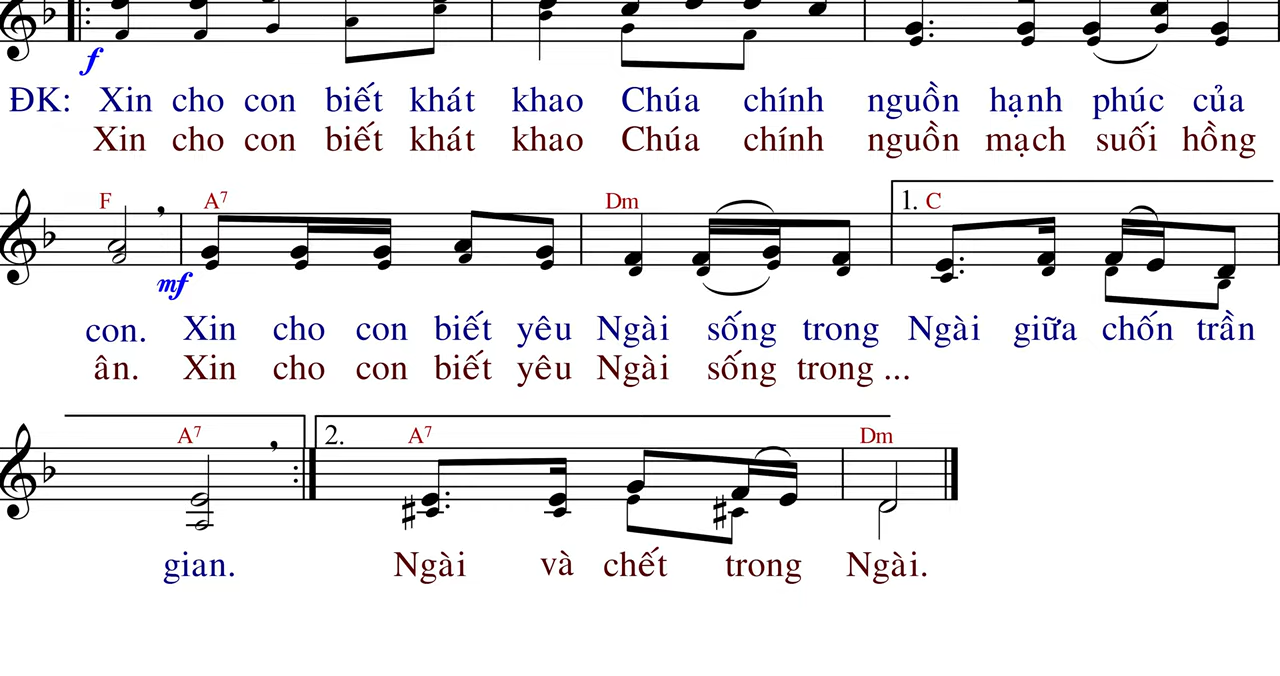 f
ĐK: Xin cho con biết khát khao Chúa chính nguồn hạnh phúc của
Xin cho con biết khát khao Chúa chính nguồn mạch suối hồng
F A7 Dm 1. C
mf
con. Xin cho con biết yêu Ngài sống trong Ngài giữa chốn trần
ân. Xin cho con biết yêu Ngài sống trong ...
A7 2. A7 Dm
gian. Ngài và chết trong Ngài.